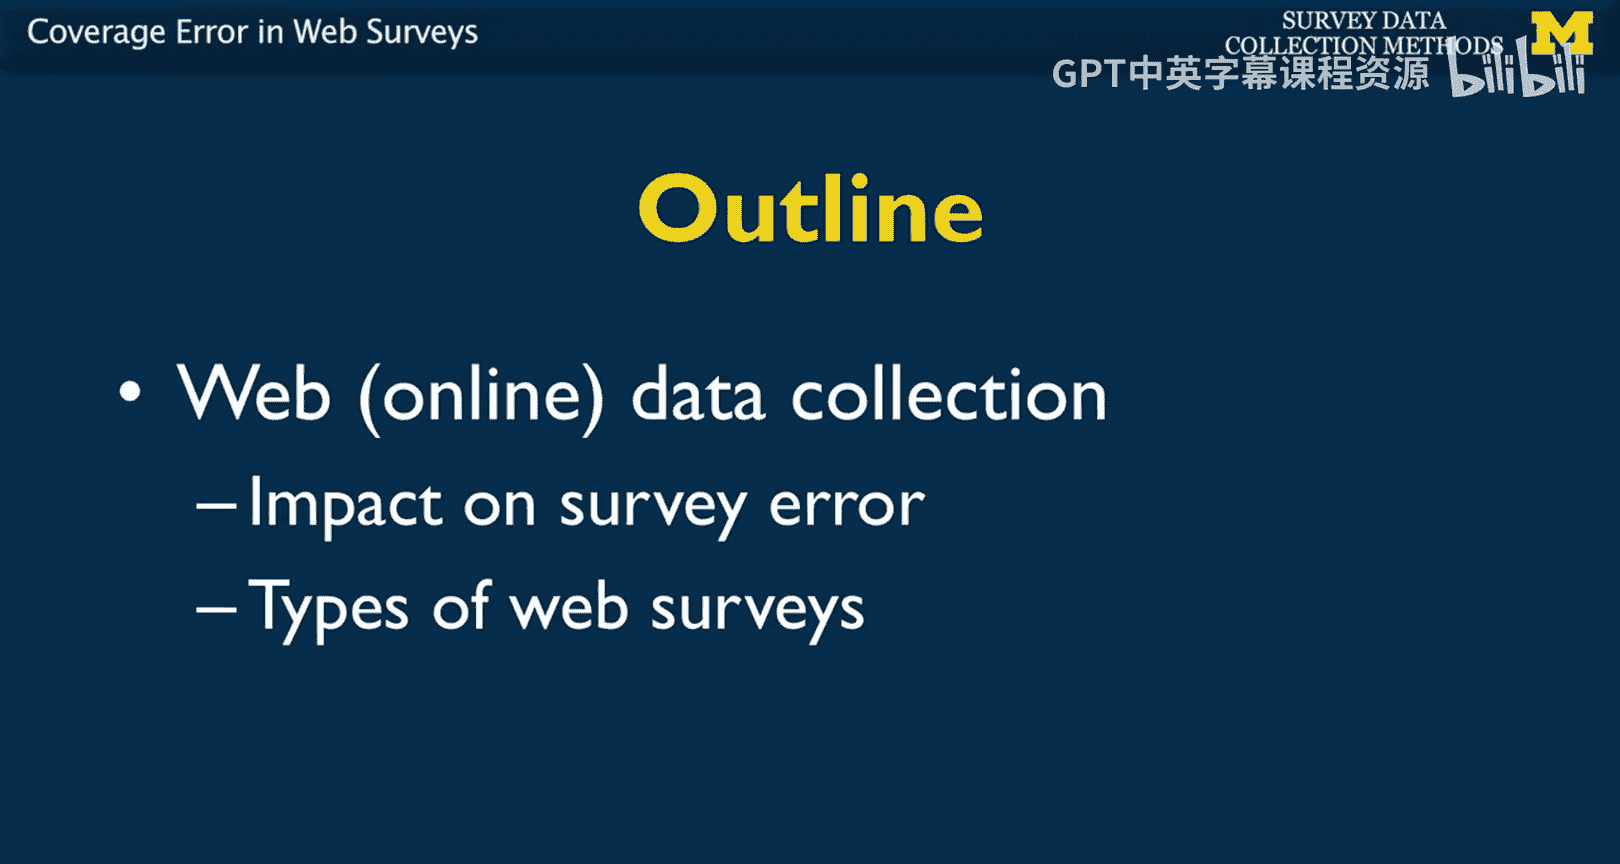 Coverage Error in Web Surveys
SURVEY DATA
COLLECTION METHODS
M
GPT中英字幕课程资源 bilibili
Outline
• Web (online) data collection
– Impact on survey error
– Types of web surveys